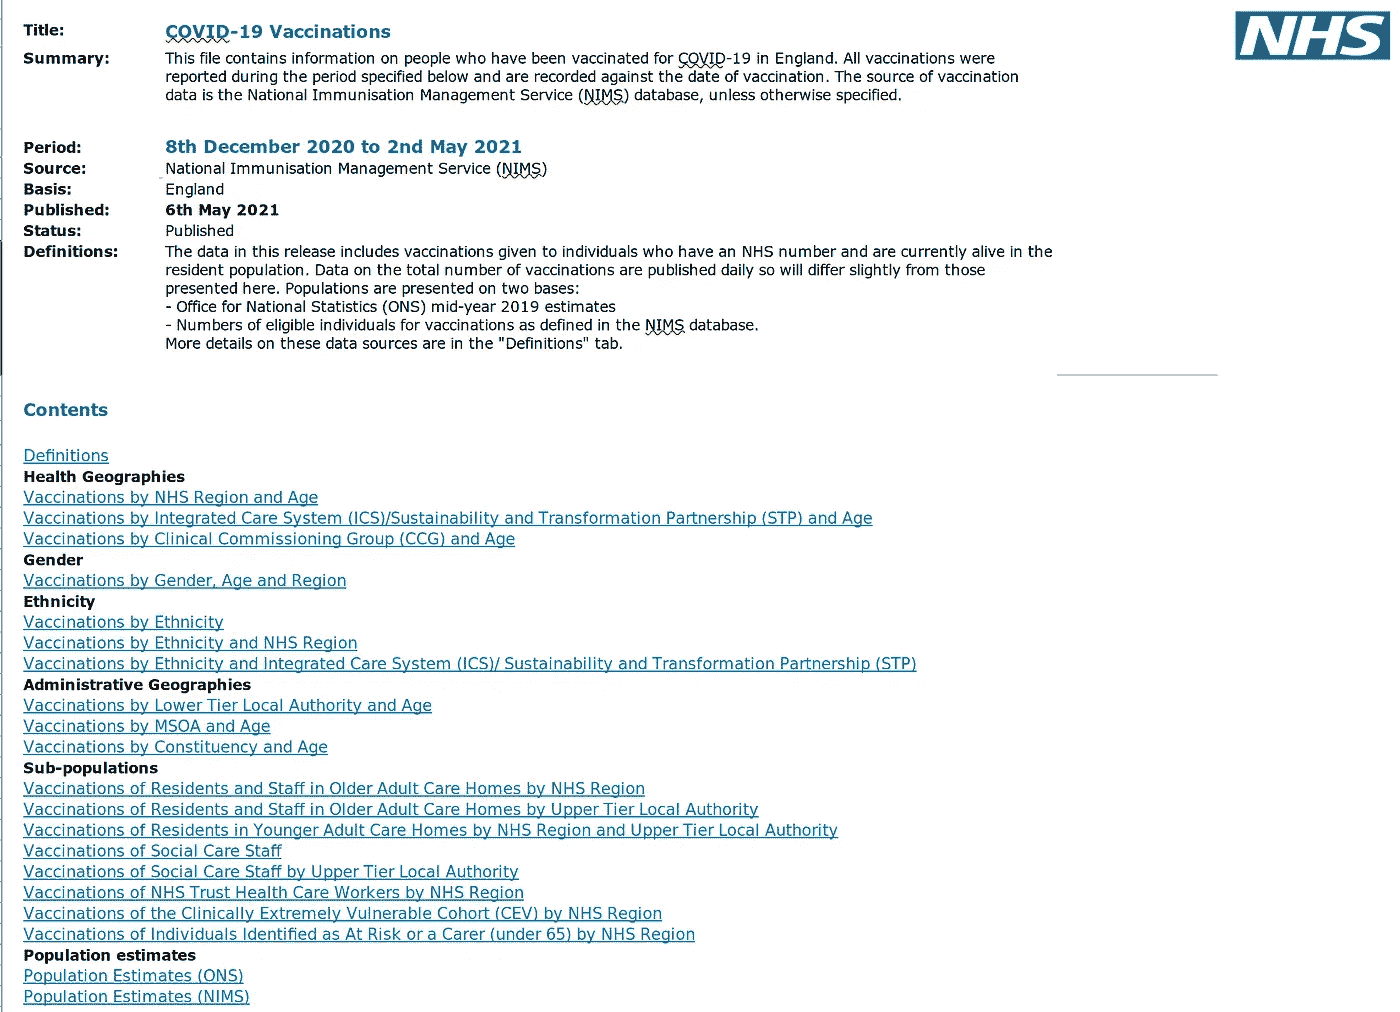 NHS
Title: COVID-19 Vaccinations
Summary: This file contains information on people who have been vaccinated for COVID-19 in England. All vaccinations were
reported during the period specified below and are recorded against the date of vaccination. The source of vaccination
data is the National Immunisation Management Service (NIMS) database, unless otherwise specified.
Period: 8th December 2020 to 2nd May 2021
Source: National Immunisation Management Service (NIMS)
Basis: England
Published: 6th May 2021
Status: Published
Definitions: The data in this release includes vaccinations given to individuals who have an NHS number and are currently alive in the
resident population. Data on the total number of vaccinations are published daily so will differ slightly from those
presented here. Populations are presented on two bases:
- Office for National Statistics (ONS) mid-year 2019 estimates
- Numbers of eligible individuals for vaccinations as defined in the NIMS database.
More details on these data sources are in the "Definitions" tab.
Contents
Definitions
Health Geographies
Vaccinations by NHS Region and Age
Vaccinations by Integrated Care System (ICS)/Sustainability and Transformation Partnership (STP) and Age
Vaccinations by Clinical Commissioning Group (CCG) and Age
Gender
Vaccinations by Gender, Age and Region
Ethnicity
Vaccinations by Ethnicity
Vaccinations by Ethnicity and NHS Region
Vaccinations by Ethnicity and Integrated Care System (ICS)/ Sustainability and Transformation Partnership (STP)
Administrative Geographies
Vaccinations by Lower Tier Local Authority and Age
Vaccinations by MSOA and Age
Vaccinations by Constituency and Age
Sub-populations
Vaccinations of Residents and Staff in Older Adult Care Homes by NHS Region
Vaccinations of Residents and Staff in Older Adult Care Homes by Upper Tier Local Authority
Vaccinations of Residents in Younger Adult Care Homes by NHS Region and Upper Tier Local Authority
Vaccinations of Social Care Staff
Vaccinations of Social Care Staff by Upper Tier Local Authority
Vaccinations of NHS Trust Health Care Workers by NHS Region
Vaccinations of the Clinically Extremely Vulnerable Cohort (CEV) by NHS Region
Vaccinations of Individuals Identified as At Risk or a Carer (under 65) by NHS Region
Population estimates
Population Estimates (ONS)
Population Estimates (NIMS)